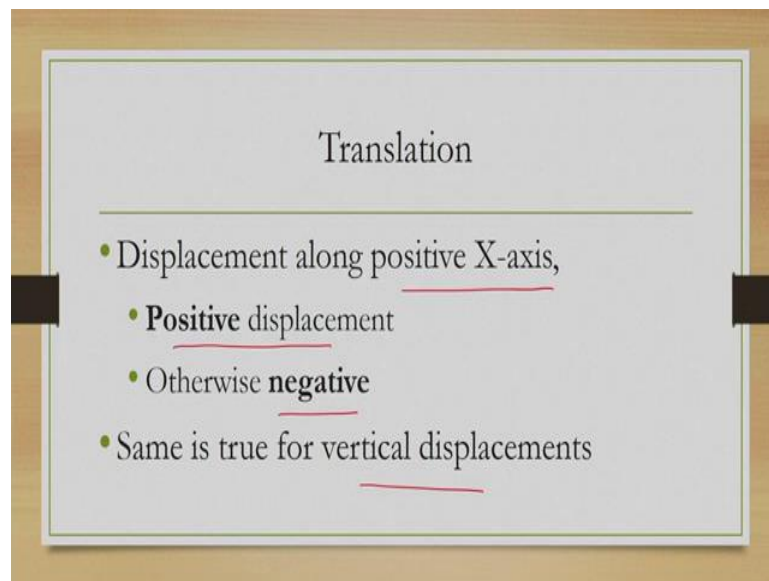 Translation
• Displacement along positive X-axis,
• Positive displacement
• Otherwise negative
• Same is true for vertical displacements